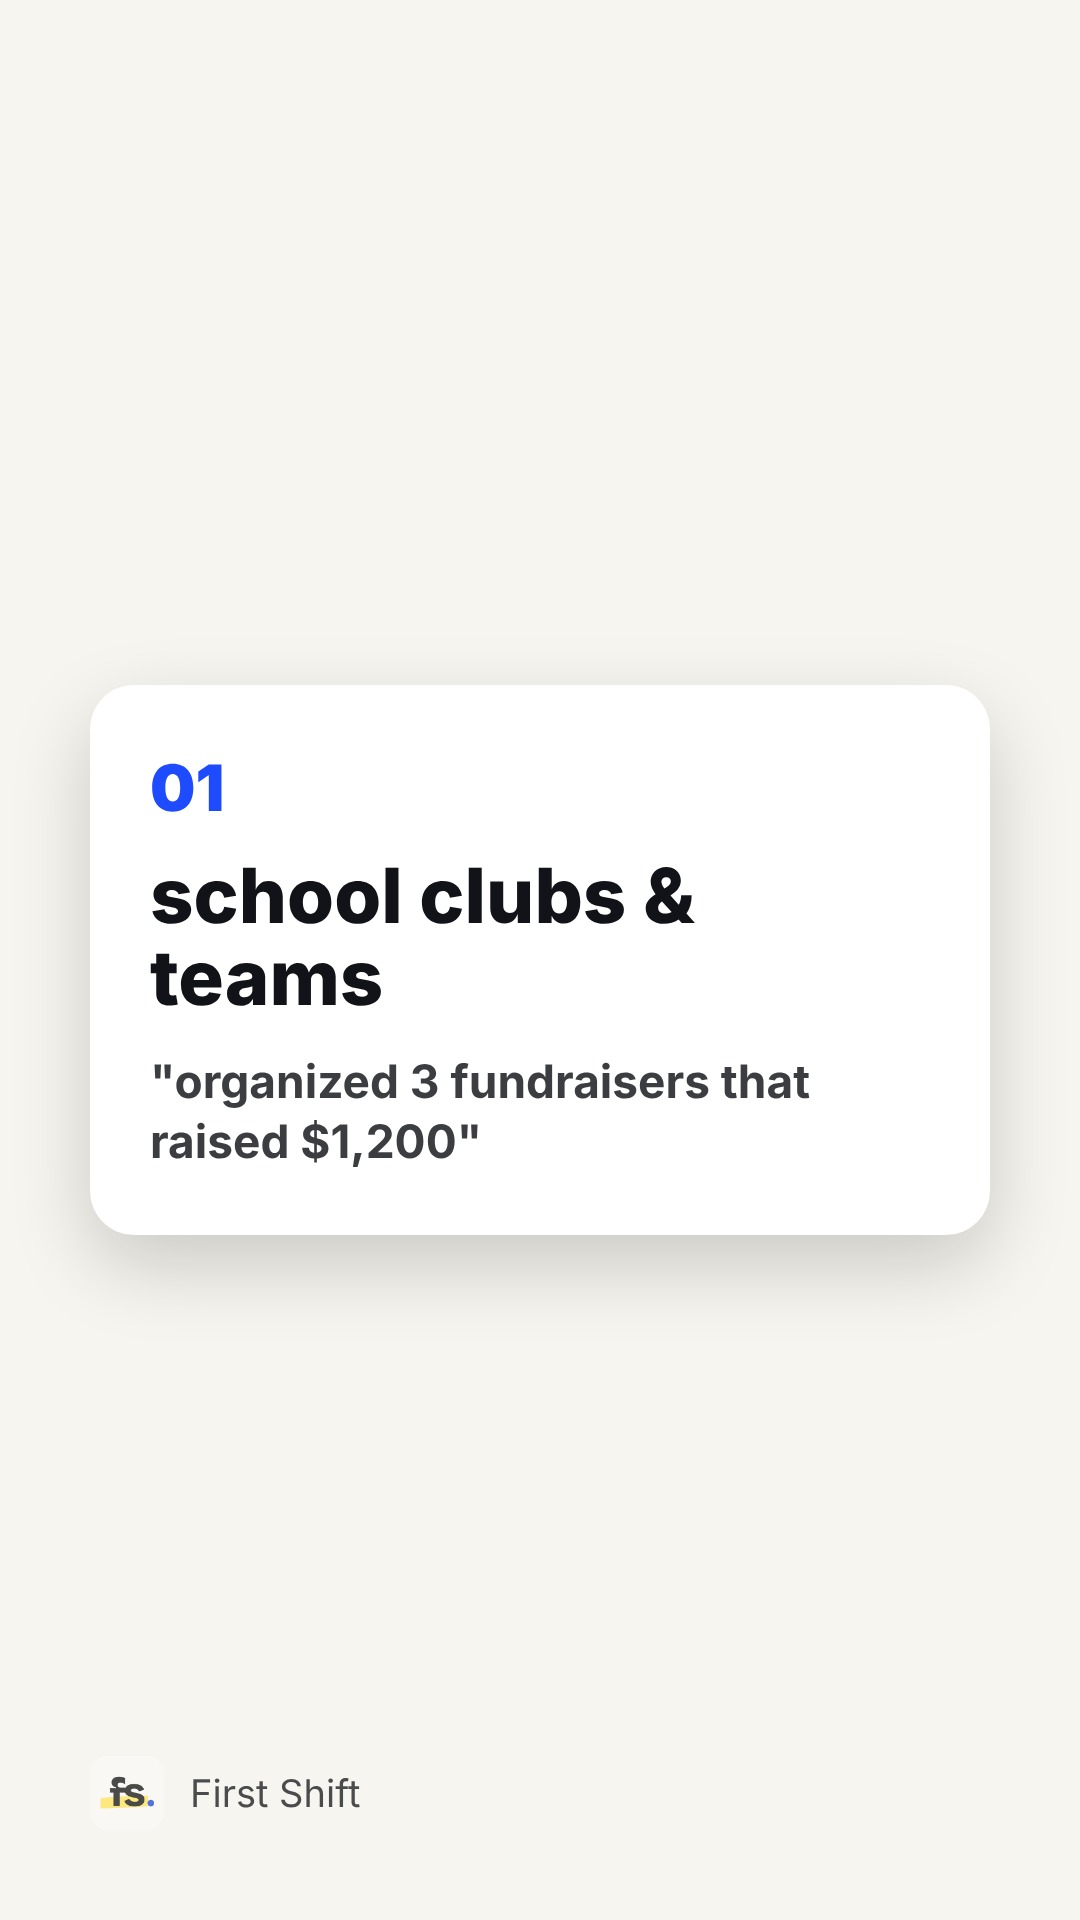 01
school clubs &
teams
"organized 3 fundraisers that
raised $1,200"
fs.
First Shift